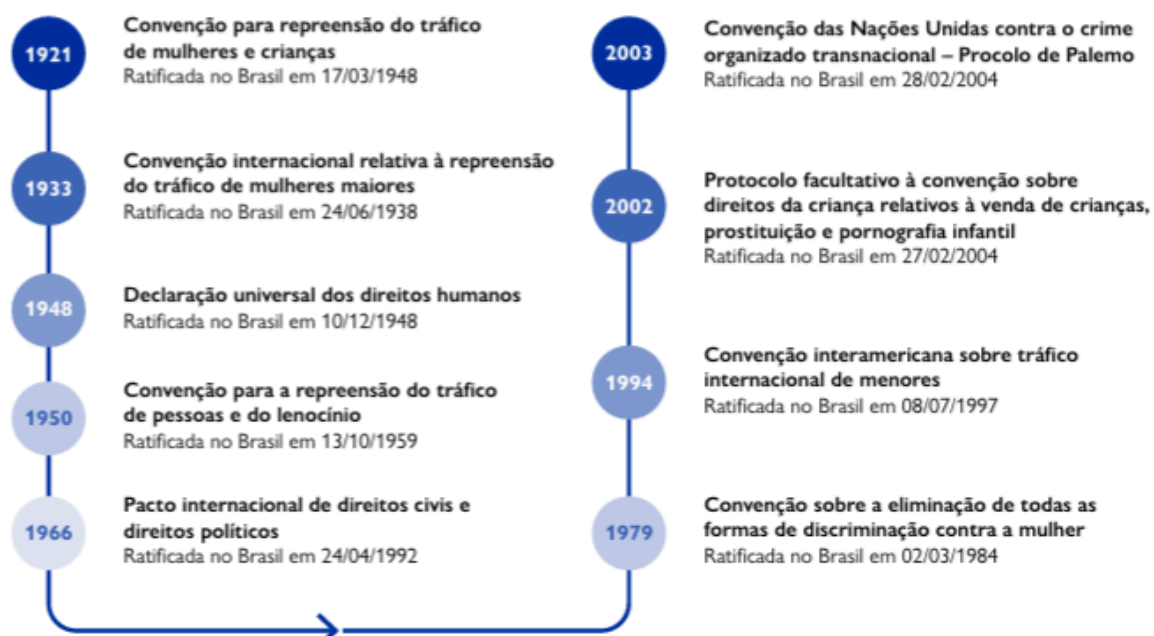 1921
Convenção para repreensão do tráfico
de mulheres e crianças
Ratificada no Brasil em 17/03/1948
1933
Convenção internacional relativa à repreensão
do tráfico de mulheres maiores
Ratificada no Brasil em 24/06/1938
1948
Declaração universal dos direitos humanos
Ratificada no Brasil em 10/12/1948
1950
Convenção para a repreensão do tráfico
de pessoas e do lenocínio
Ratificada no Brasil em 13/10/1959
1966
Pacto internacional de direitos civis e
direitos políticos
Ratificada no Brasil em 24/04/1992
1979
Convenção sobre a eliminação de todas as
formas de discriminação contra a mulher
Ratificada no Brasil em 02/03/1984
1994
Convenção interamericana sobre tráfico
internacional de menores
Ratificada no Brasil em 08/07/1997
2002
Protocolo facultativo à convenção sobre
direitos da criança relativos à venda de crianças,
prostituição e pornografia infantil
Ratificada no Brasil em 27/02/2004
2003
Convenção das Nações Unidas contra o crime
organizado transnacional – Procolo de Palemo
Ratificada no Brasil em 28/02/2004